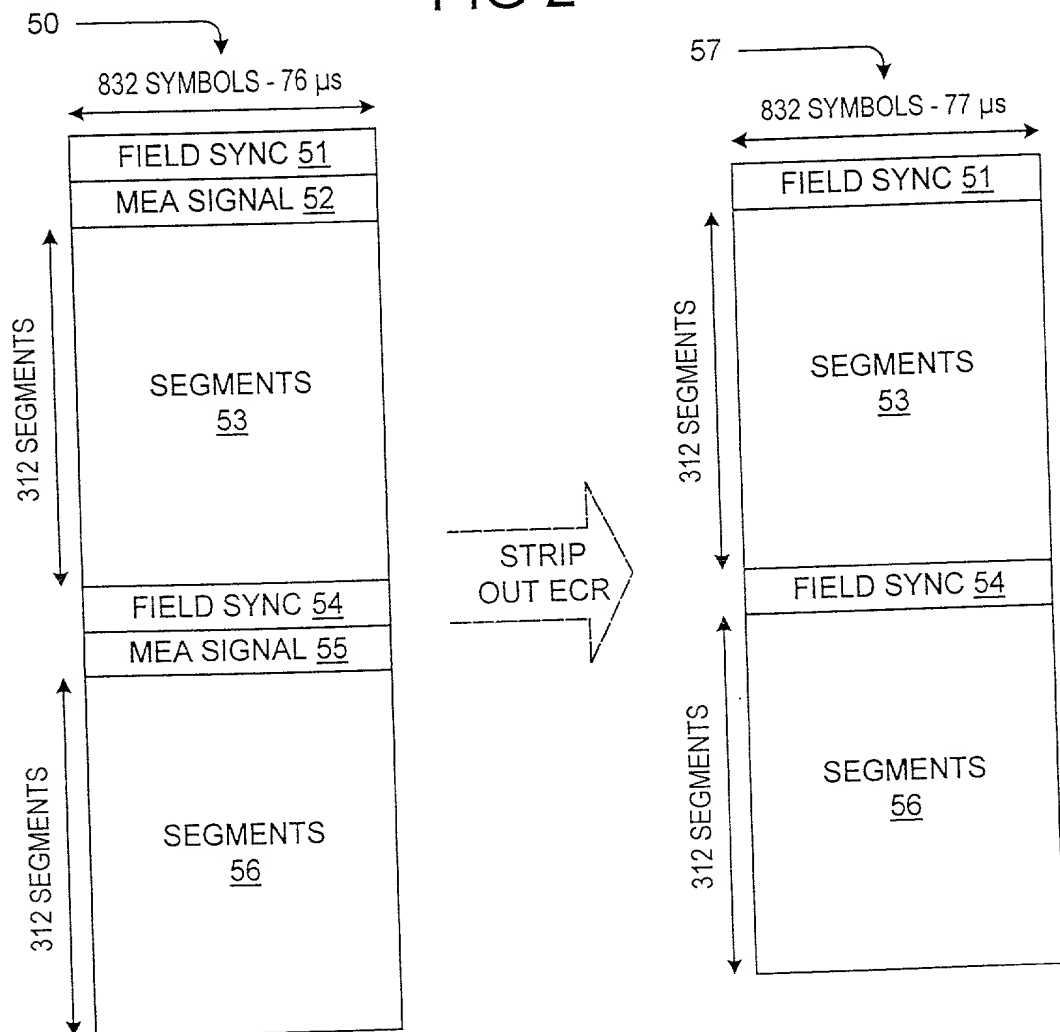 FIG 2
50
832 SYMBOLS - 76 µs
FIELD SYNC 51
MEA SIGNAL 52
312 SEGMENTS
SEGMENTS
53
FIELD SYNC 54
MEA SIGNAL 55
312 SEGMENTS
SEGMENTS
56
STRIP
OUT ECR
57
832 SYMBOLS - 77 µs
FIELD SYNC 51
312 SEGMENTS
SEGMENTS
53
FIELD SYNC 54
312 SEGMENTS
SEGMENTS
56